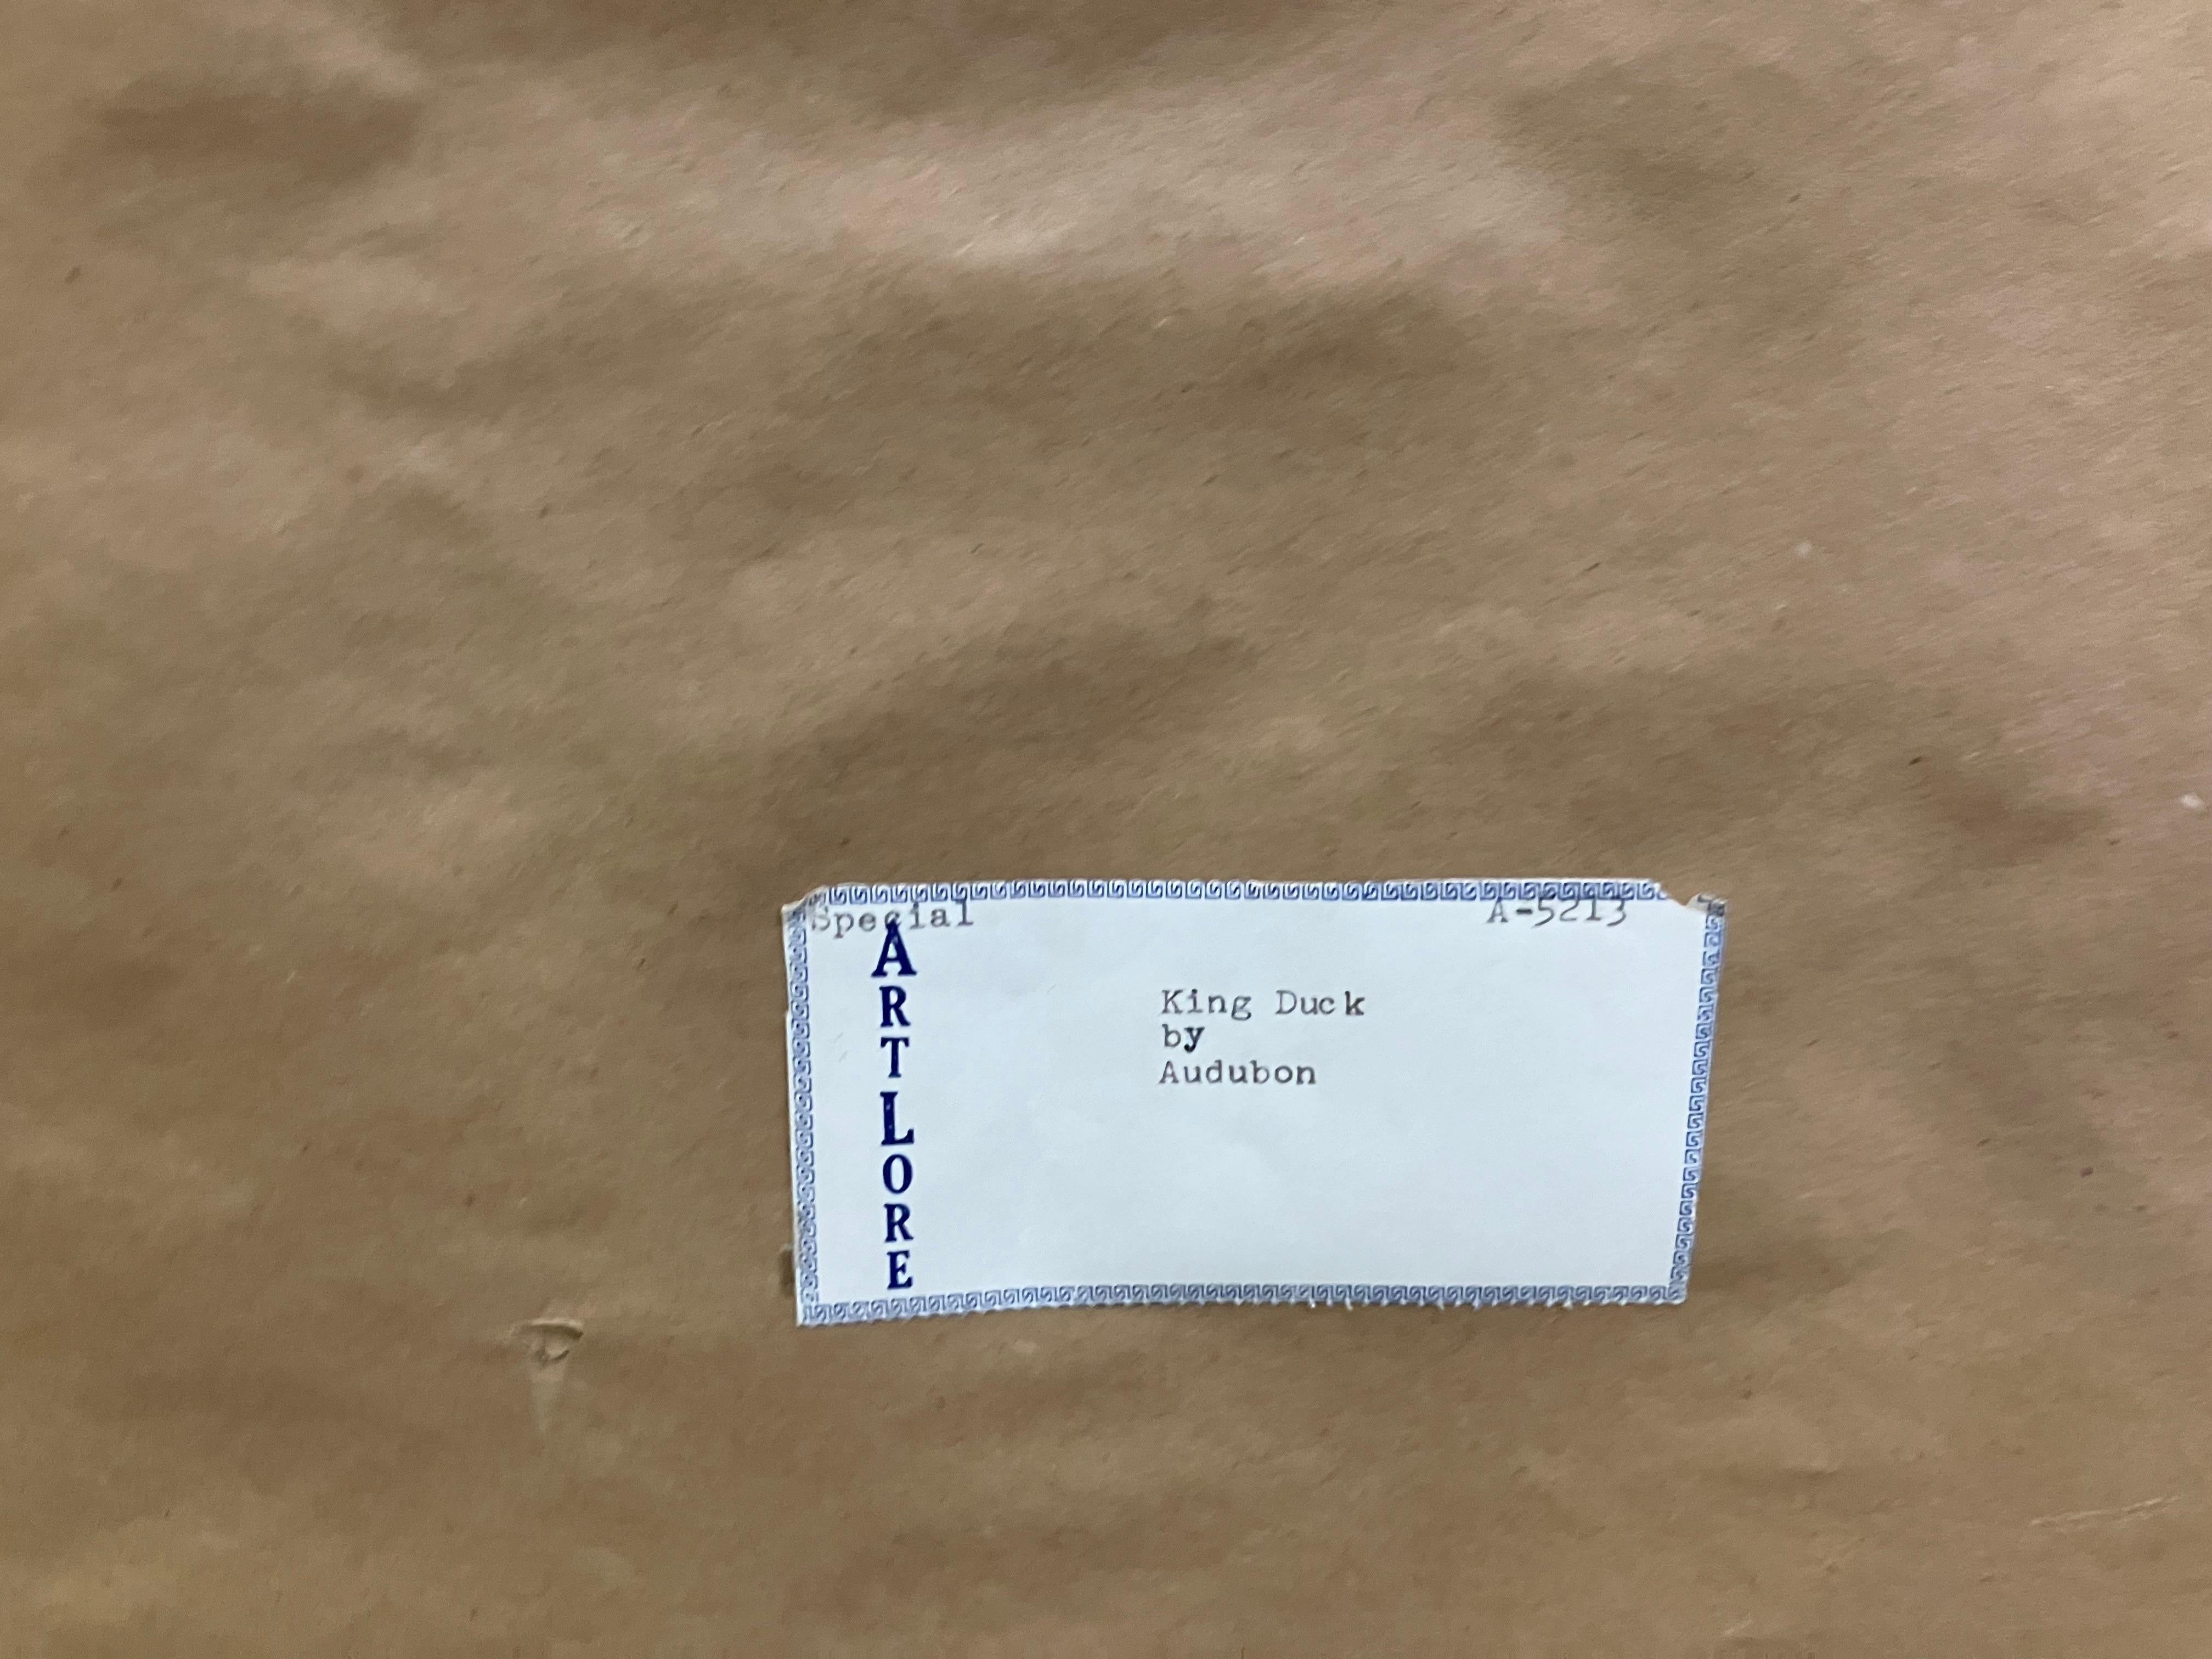 Special A-5213
ARTLORE
King Duck
by
Audubon